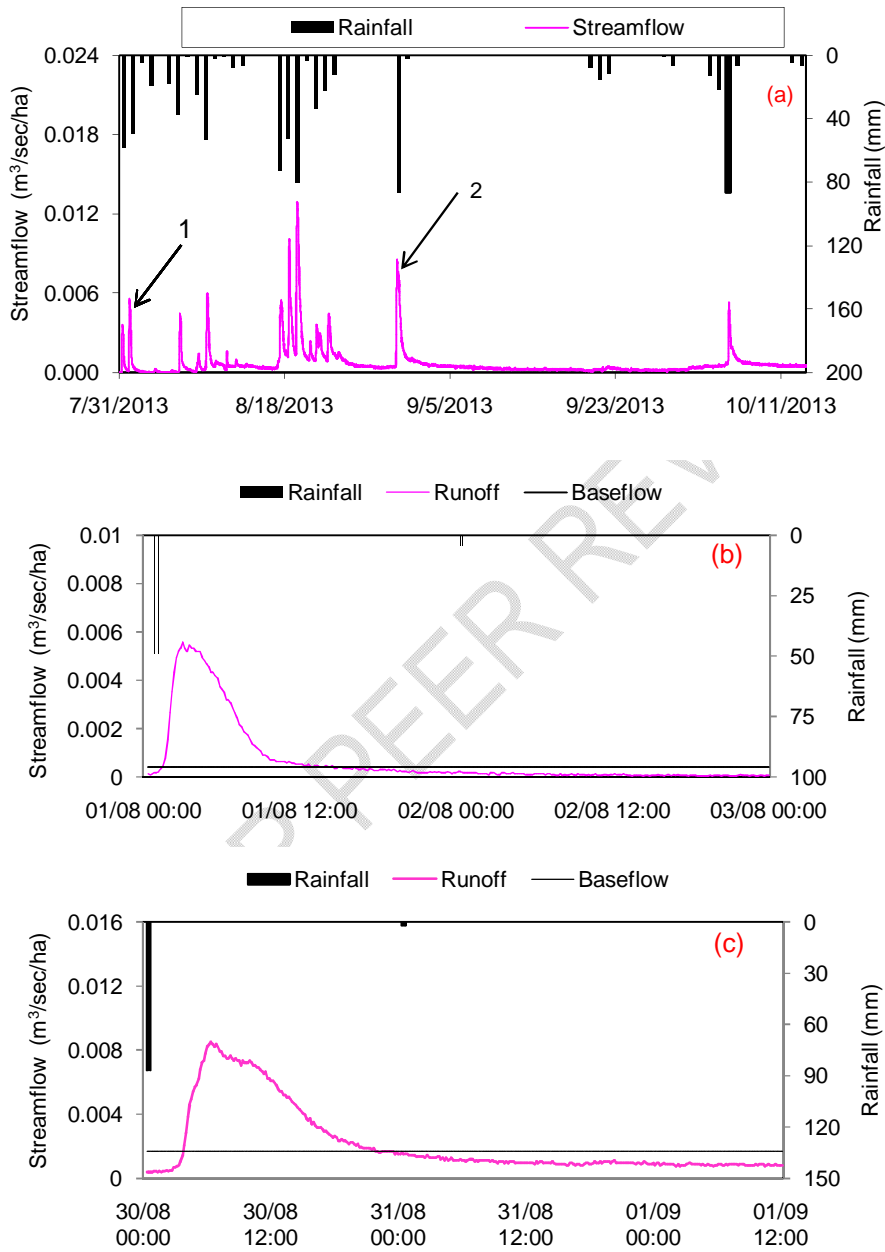 Rainfall Streamflow
0.024
0.018
0.012
0.006
0.000
Streamflow (m³/sec/ha)
0
40
80
120
160
200
Rainfall (mm)
(a)
1
2
7/31/2013 8/18/2013 9/5/2013 9/23/2013 10/11/2013
Rainfall Runoff Baseflow
0.01
0.008
0.006
0.004
0.002
0
Streamflow (m³/sec/ha)
0
25
50
75
100
Rainfall (mm)
(b)
01/08 00:00 01/08 12:00 02/08 00:00 02/08 12:00 03/08 00:00
Rainfall Runoff Baseflow
0.016
0.012
0.008
0.004
0
Streamflow (m³/sec/ha)
0
30
60
90
120
150
Rainfall (mm)
(c)
30/08 30/08 31/08 31/08 01/09 01/09
00:00 12:00 00:00 12:00 00:00 12:00
PEER